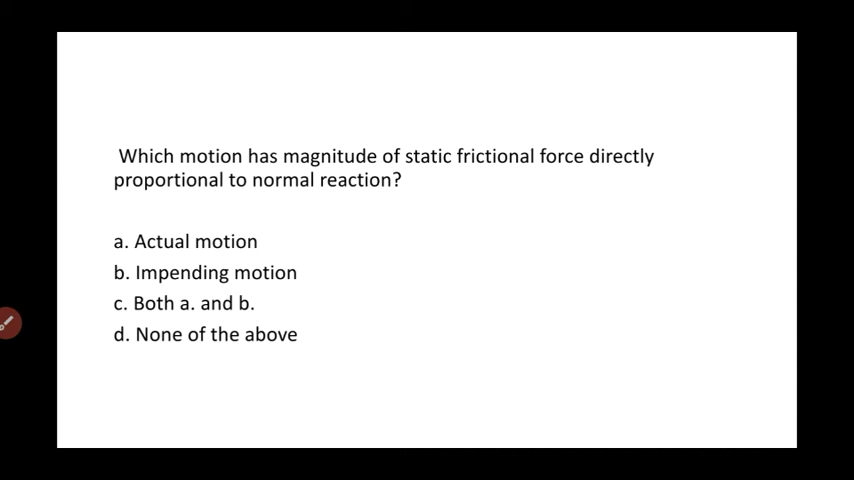 Which motion has magnitude of static frictional force directly
proportional to normal reaction?
a. Actual motion
b. Impending motion
c. Both a. and b.
d. None of the above